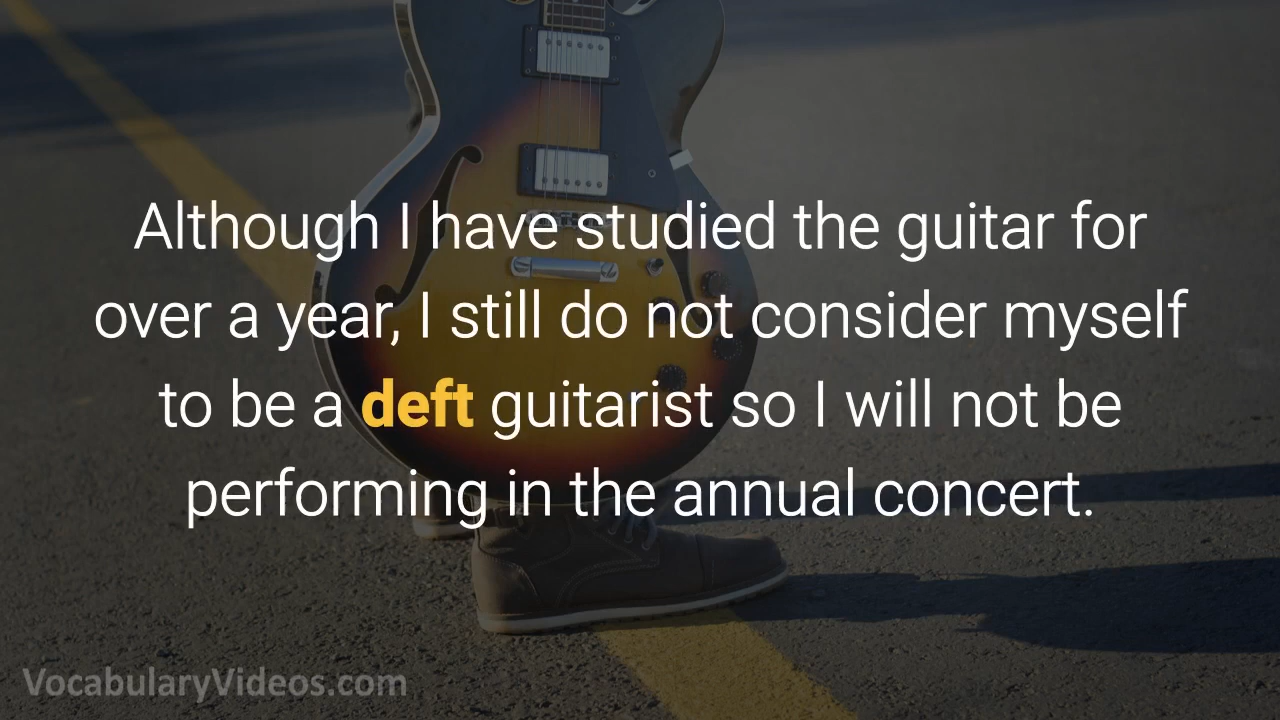 Although I have studied the guitar for
over a year, I still do not consider myself
to be a deft guitarist so I will not be
performing in the annual concert.
VocabularyVideos.com